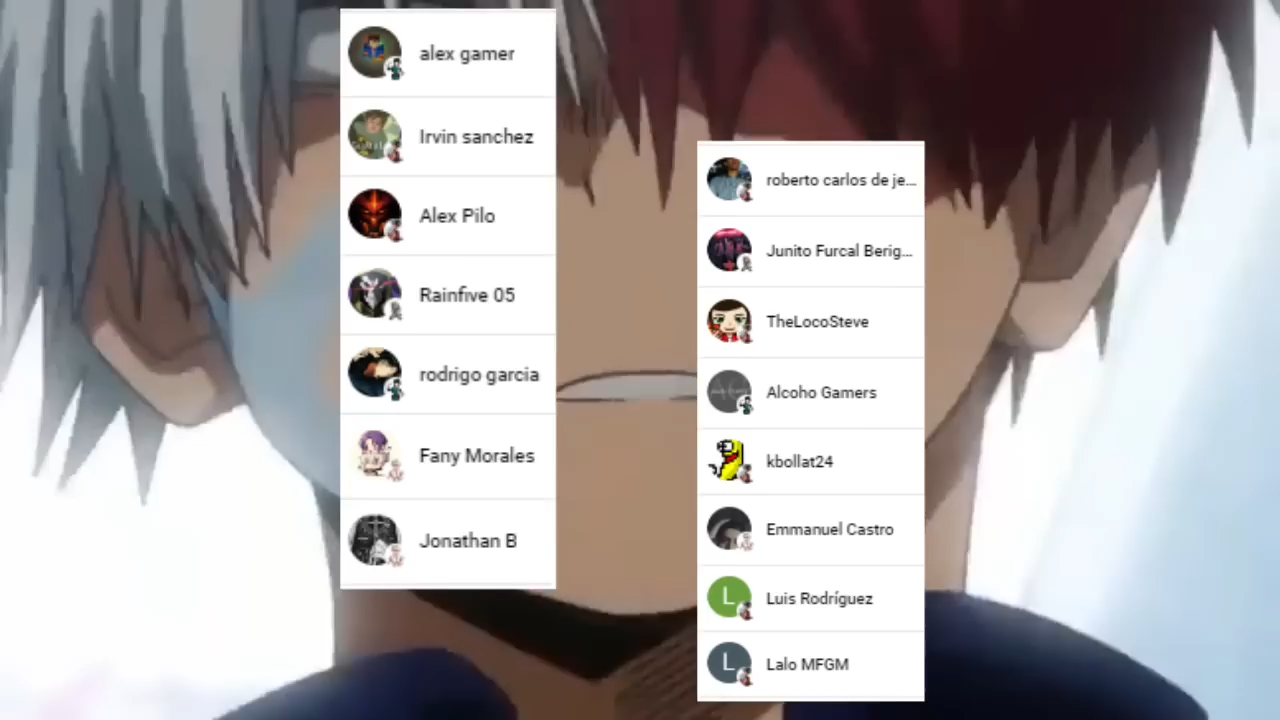 alex gamer
Irvin sanchez
Alex Pilo
Rainfive 05
rodrigo garcia
Fany Morales
Jonathan B
roberto carlos de je...
Junito Furcal Berig...
TheLocoSteve
Alcoho Gamers
kbollat24
Emmanuel Castro
L
Luis Rodríguez
L
Lalo MFGM